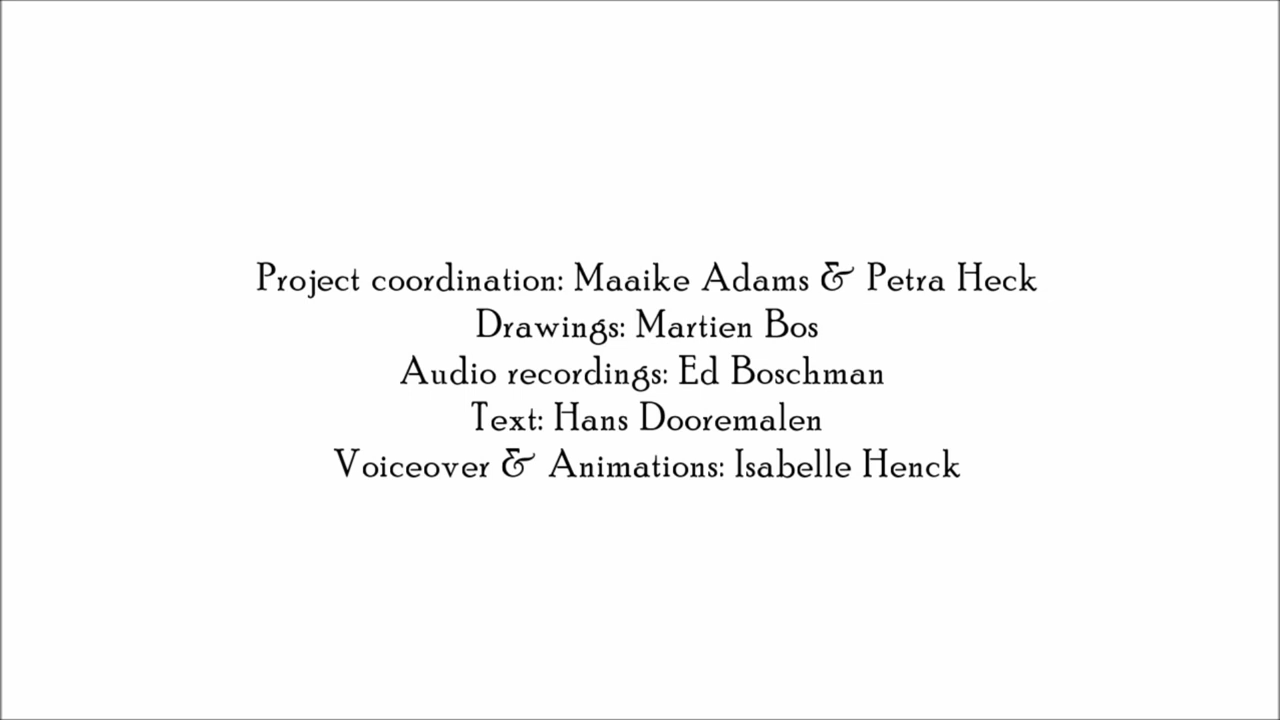 Project coordination: Maaike Adams & Petra Heck
Drawings: Martien Bos
Audio recordings: Ed Boschman
Text: Hans Dooremalen
Voiceover & Animations: Isabelle Henck